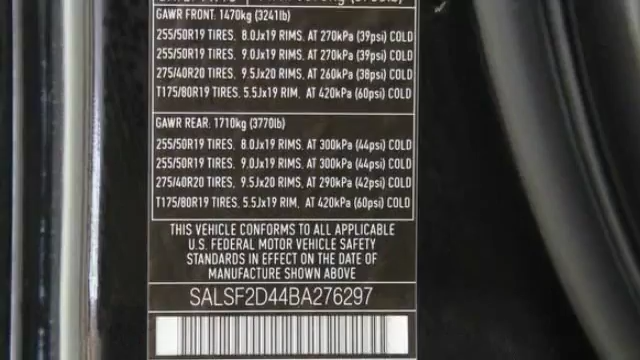 GAWR FRONT. 1470kg (3241lb)
255/50R19 TIRES. 8.0Jx19 RIMS. AT 270kPa (39psi) COLD
255/50R19 TIRES. 9.0Jx19 RIMS. AT 270kPa (39psi) COLD
275/40R20 TIRES. 9.5Jx20 RIMS. AT 260kPa (38psi) COLD
T175/80R19 TIRES. 5.5Jx19 RIM. AT 420kPa (60psi) COLD
GAWR REAR. 1710kg (3770lb)
255/50R19 TIRES. 8.0Jx19 RIMS. AT 300kPa (44psi) COLD
255/50R19 TIRES. 9.0Jx19 RIMS. AT 300kPa (44psi) COLD
275/40R20 TIRES. 9.5Jx20 RIMS. AT 290kPa (42psi) COLD
T175/80R19 TIRES. 5.5Jx19 RIM. AT 420kPa (60psi) COLD
THIS VEHICLE CONFORMS TO ALL APPLICABLE
U.S. FEDERAL MOTOR VEHICLE SAFETY
STANDARDS IN EFFECT ON THE DATE OF
MANUFACTURE SHOWN ABOVE
SALSF2D44BA276297